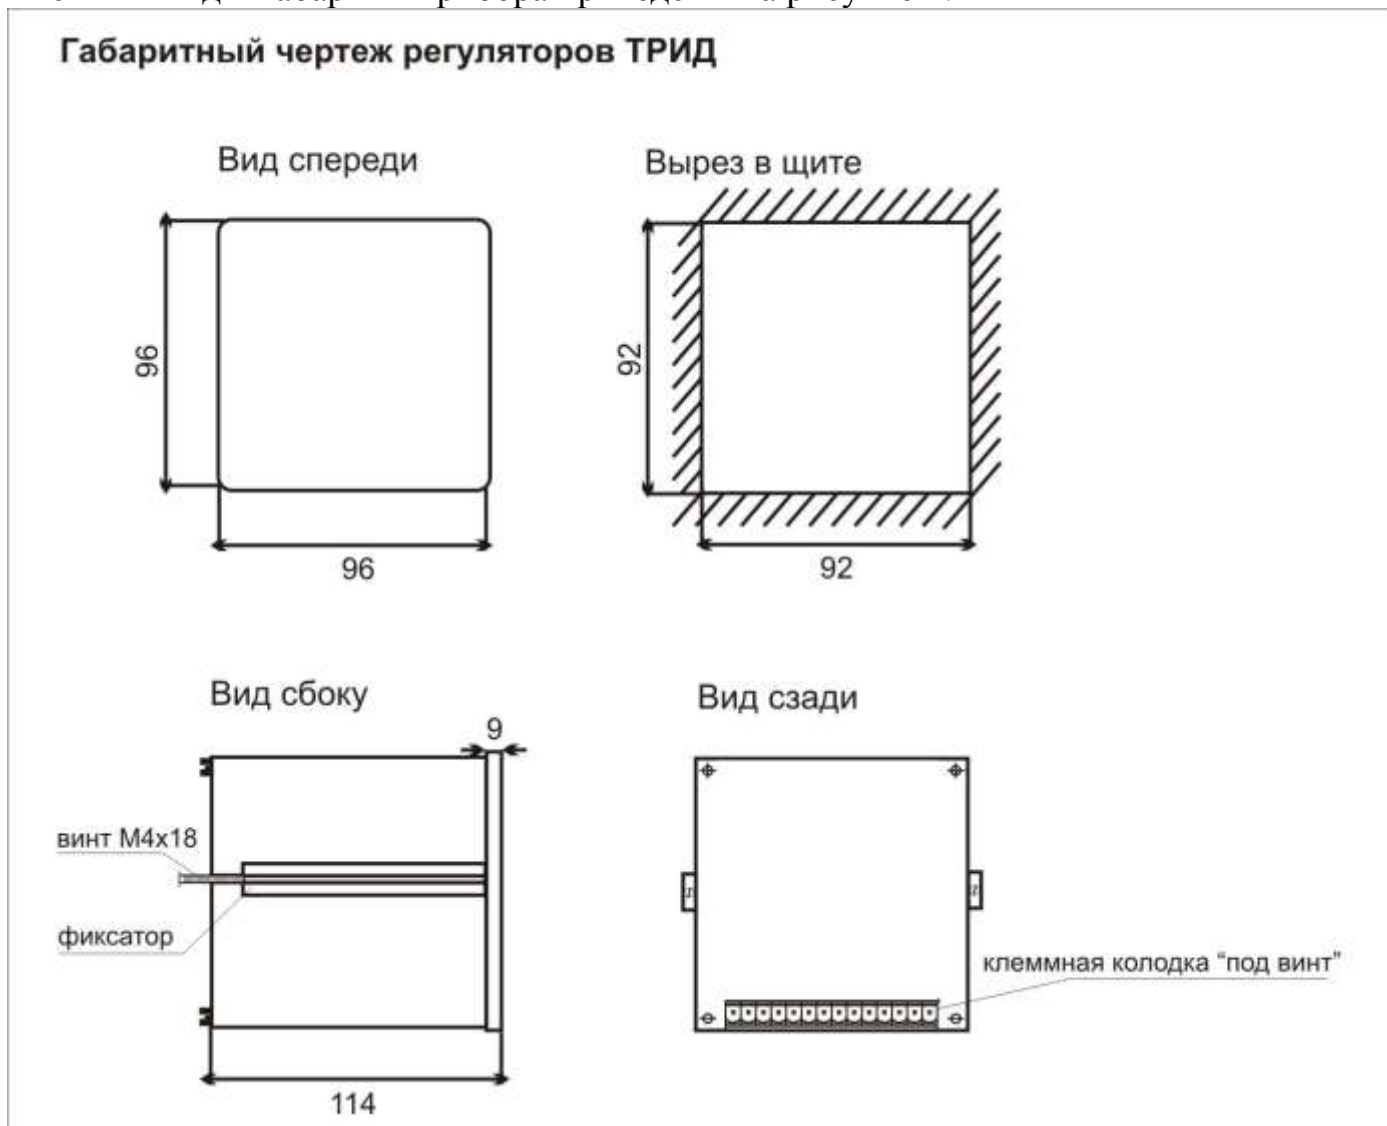 Габаритный чертеж регуляторов ТРИД
Вид спереди
Вырез в щите
96
92
96
92
Вид сбоку
Вид сзади
9
винт М4х18
фиксатор
клеммная колодка “под винт”
114